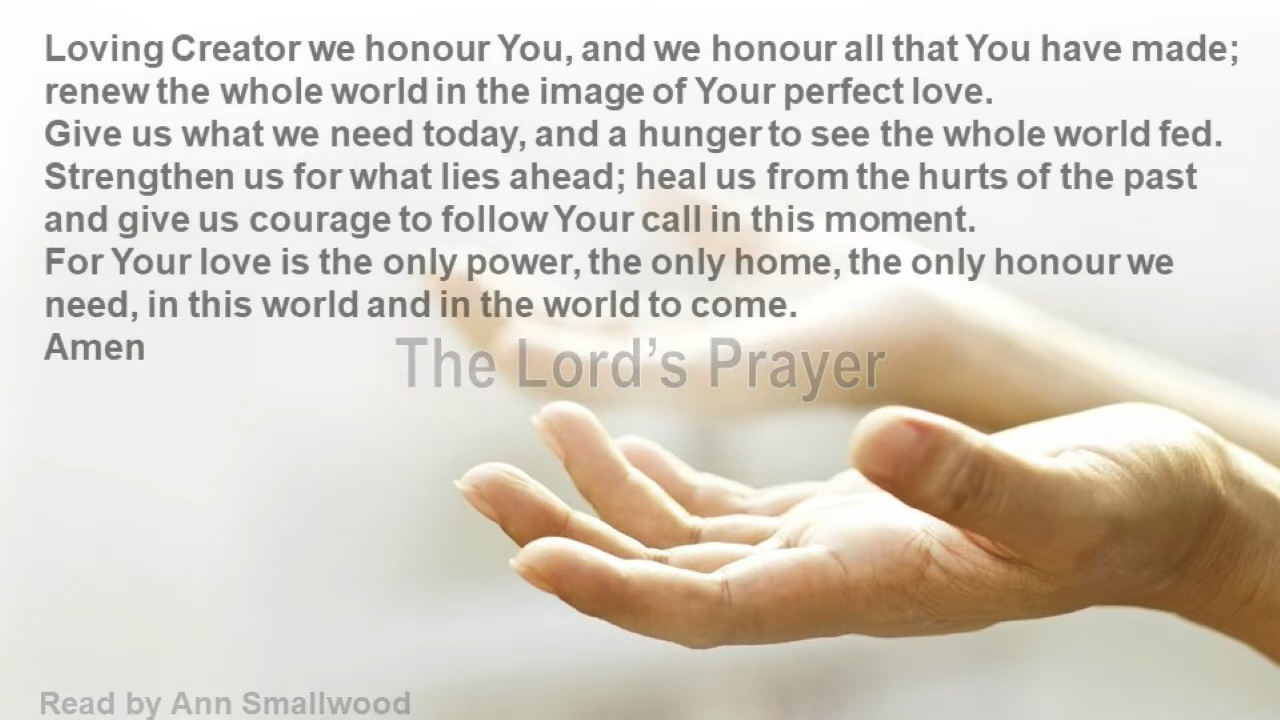 Loving Creator we honour You, and we honour all that You have made;
renew the whole world in the image of Your perfect love.
Give us what we need today, and a hunger to see the whole world fed.
Strengthen us for what lies ahead; heal us from the hurts of the past
and give us courage to follow Your call in this moment.
For Your love is the only power, the only home, the only honour we
need, in this world and in the world to come.
Amen
The Lord’s Prayer
Read by Ann Smallwood